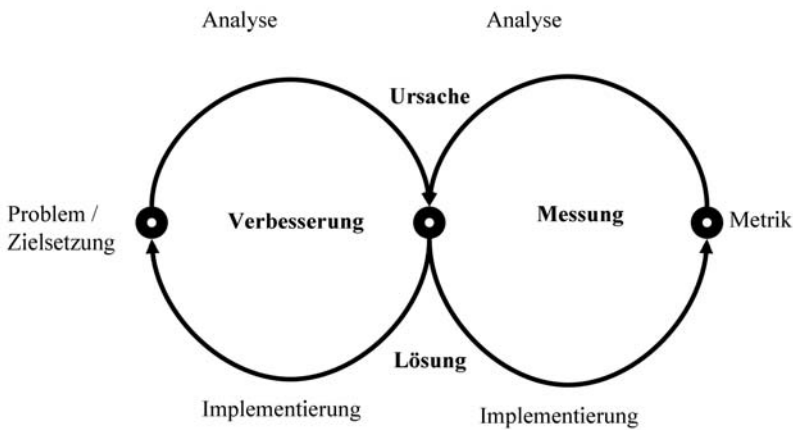 Analyse
Analyse
Ursache
Problem /
Zielsetzung
Verbesserung
Messung
Metrik
Lösung
Implementierung
Implementierung